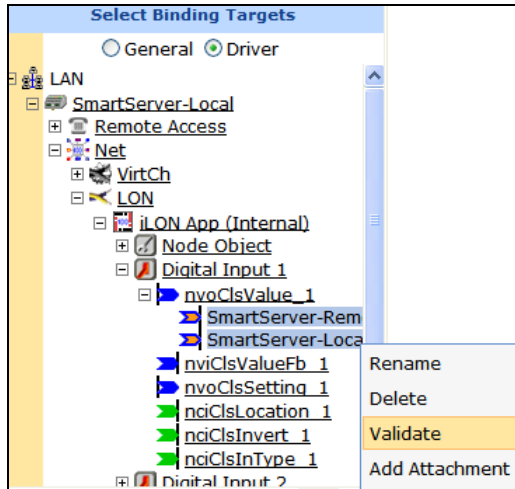 Select Binding Targets
General Driver
LAN
SmartServer-Local
Remote Access
Net
VirtCh
LON
iLON App (Internal)
Node Object
Digital Input 1
nvoClsValue_1
SmartServer-Rem
SmartServer-Loca
nviClsValueFb_1
nvoClsSetting_1
nciClsLocation_1
nciClsInvert_1
nciClsInType_1
Digital Input 2
Rename
Delete
Validate
Add Attachment